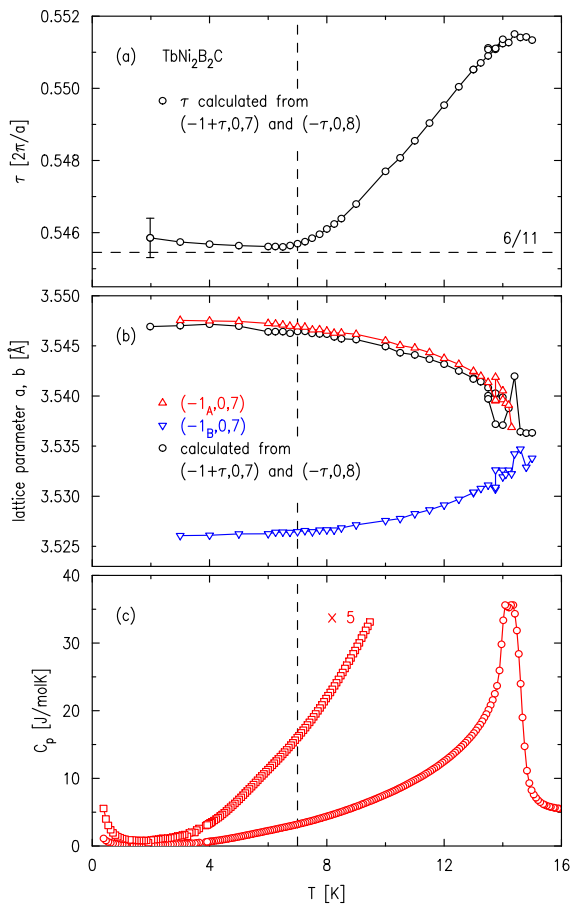 0.552
(a) TbNi₂B₂C
τ calculated from
(−1+τ,0,7) and (−τ,0,8)
0.550
τ [2π/a]
0.548
0.546
6/11
3.550
(b)
3.545
lattice parameter a, b [Å]
3.540
(−1_A,0,7)
(−1_B,0,7)
calculated from
(−1+τ,0,7) and (−τ,0,8)
3.535
3.530
3.525
40
(c)
× 5
30
C_p [J/molK]
20
10
0
0 4 8 12 16
T [K]